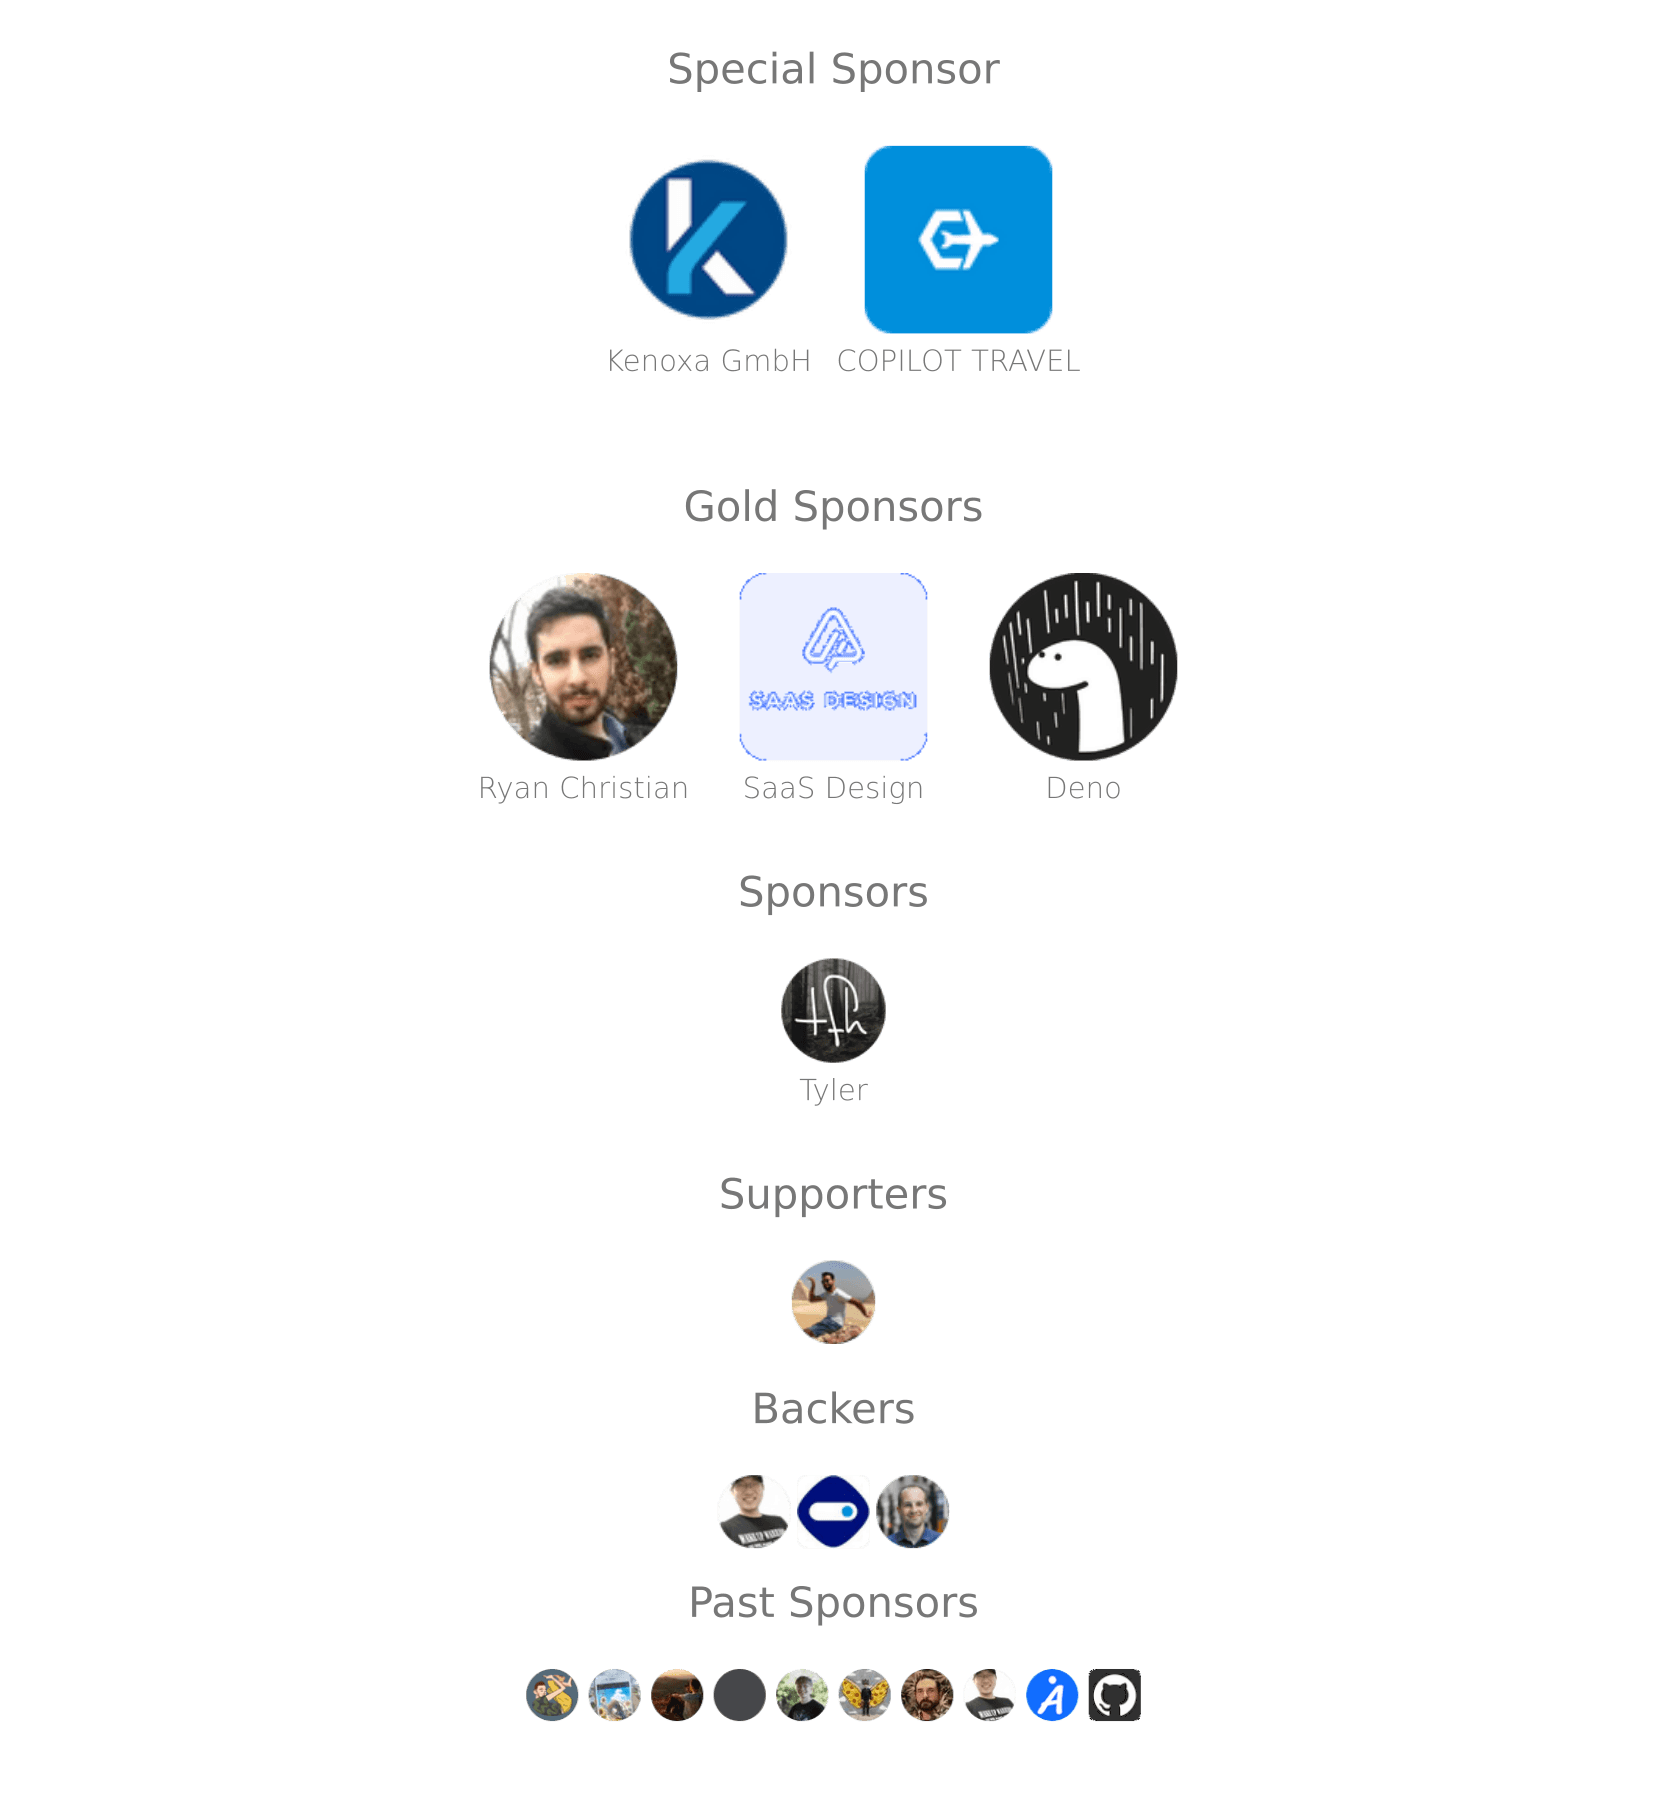 Special Sponsor
Kenoxa GmbH COPILOT TRAVEL
Gold Sponsors
SAAS DESIGN
Ryan Christian SaaS Design Deno
Sponsors
tfh
Tyler
Supporters
Backers
Past Sponsors